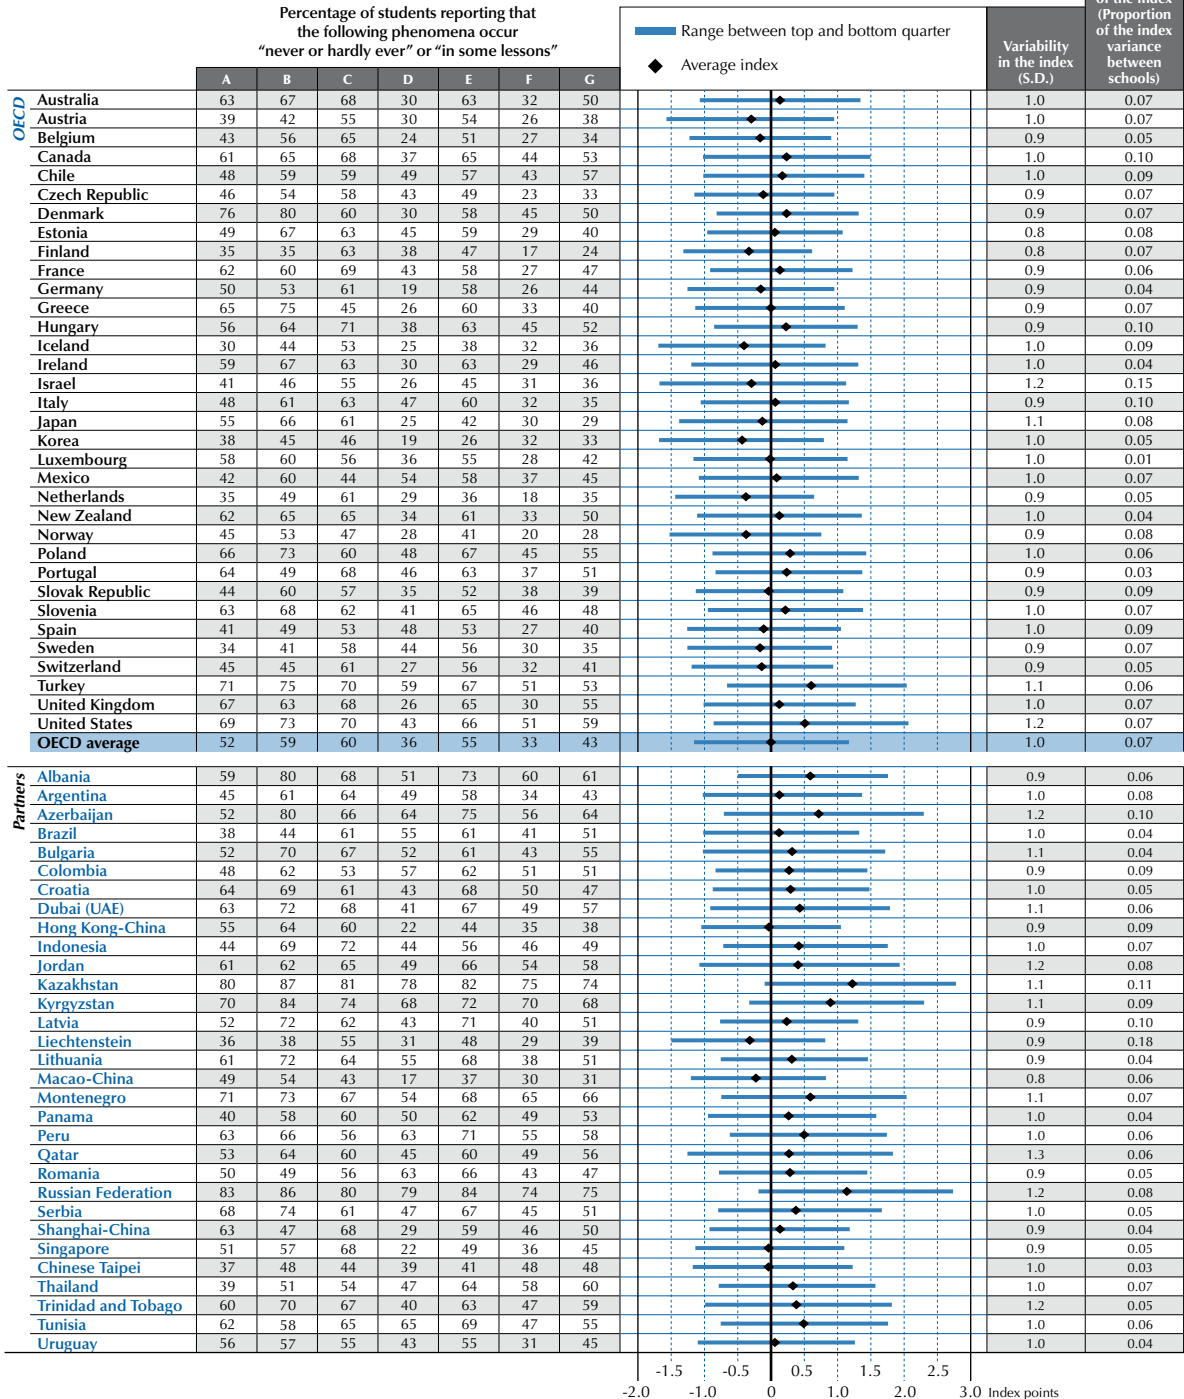 Percentage of students reporting that
the following phenomena occur
“never or hardly ever” or “in some lessons”
Range between top and bottom quarter
Average index
Variability
in the index
(S.D.)
of the index
(Proportion
of the index
variance
between
schools)
A B C D E F G
OECD
Australia 63 67 68 30 63 32 50 1.0 0.07
Austria 39 42 55 30 54 26 38 1.0 0.07
Belgium 43 56 65 24 51 27 34 0.9 0.05
Canada 61 65 68 37 65 44 53 1.0 0.10
Chile 48 59 59 49 57 43 57 1.0 0.09
Czech Republic 46 54 58 43 49 23 33 0.9 0.07
Denmark 76 80 60 30 58 45 50 0.9 0.07
Estonia 49 67 63 45 59 29 40 0.8 0.08
Finland 35 35 63 38 47 17 24 0.8 0.07
France 62 60 69 43 58 27 47 0.9 0.06
Germany 50 53 61 19 58 26 44 0.9 0.04
Greece 65 75 45 26 60 33 40 0.9 0.07
Hungary 56 64 71 38 63 45 52 0.9 0.10
Iceland 30 44 53 25 38 32 36 1.0 0.09
Ireland 59 67 63 30 63 29 46 1.0 0.04
Israel 41 46 55 26 45 31 36 1.2 0.15
Italy 48 61 63 47 60 32 35 0.9 0.10
Japan 55 66 61 25 42 30 29 1.1 0.08
Korea 38 45 46 19 26 32 33 1.0 0.05
Luxembourg 58 60 56 36 55 28 42 1.0 0.01
Mexico 42 60 44 54 58 37 45 1.0 0.07
Netherlands 35 49 61 29 36 18 35 0.9 0.05
New Zealand 62 65 65 34 61 33 50 1.0 0.04
Norway 45 53 47 28 41 20 28 0.9 0.08
Poland 66 73 60 48 67 45 55 1.0 0.06
Portugal 64 49 68 46 63 37 51 0.9 0.03
Slovak Republic 44 60 57 35 52 38 39 0.9 0.09
Slovenia 63 68 62 41 65 46 48 1.0 0.07
Spain 41 49 53 48 53 27 40 1.0 0.09
Sweden 34 41 58 44 56 30 35 0.9 0.07
Switzerland 45 45 61 27 56 32 41 0.9 0.05
Turkey 71 75 70 59 67 51 53 1.1 0.06
United Kingdom 67 63 68 26 65 30 55 1.0 0.07
United States 69 73 70 43 66 51 59 1.2 0.07
OECD average 52 59 60 36 55 33 43 1.0 0.07
Partners
Albania 59 80 68 51 73 60 61 0.9 0.06
Argentina 45 61 64 49 58 34 43 1.0 0.08
Azerbaijan 52 80 66 64 75 56 64 1.2 0.10
Brazil 38 44 61 55 61 41 51 1.0 0.04
Bulgaria 52 70 67 52 61 43 55 1.1 0.04
Colombia 48 62 53 57 62 51 51 0.9 0.09
Croatia 64 69 61 43 68 50 47 1.0 0.05
Dubai (UAE) 63 72 68 41 67 49 57 1.1 0.06
Hong Kong-China 55 64 60 22 44 35 38 0.9 0.09
Indonesia 44 69 72 44 56 46 49 1.0 0.07
Jordan 61 62 65 49 66 54 58 1.2 0.08
Kazakhstan 80 87 81 78 82 75 74 1.1 0.11
Kyrgyzstan 70 84 74 68 72 70 68 1.1 0.09
Latvia 52 72 62 43 71 40 51 0.9 0.10
Liechtenstein 36 38 55 31 48 29 39 0.9 0.18
Lithuania 61 72 64 55 68 38 51 0.9 0.04
Macao-China 49 54 43 17 37 30 31 0.8 0.06
Montenegro 71 73 67 54 68 65 66 1.1 0.07
Panama 40 58 60 50 62 49 53 1.0 0.04
Peru 63 66 56 63 71 55 58 1.0 0.06
Qatar 53 64 60 45 60 49 56 1.3 0.06
Romania 50 49 56 63 66 43 47 0.9 0.05
Russian Federation 83 86 80 79 84 74 75 1.2 0.08
Serbia 68 74 61 47 67 45 51 1.0 0.05
Shanghai-China 63 47 68 29 59 46 50 0.9 0.04
Singapore 51 57 68 22 49 36 45 0.9 0.05
Chinese Taipei 37 48 44 39 41 48 48 1.0 0.03
Thailand 39 51 54 47 64 58 60 1.0 0.07
Trinidad and Tobago 60 70 67 40 63 47 59 1.2 0.05
Tunisia 62 58 65 65 69 47 55 1.0 0.06
Uruguay 56 57 55 43 55 31 45 1.0 0.04
-1.5 -0.5 0.5 1.5 2.5
-2.0 -1.0 0 1.0 2.0 3.0 Index points